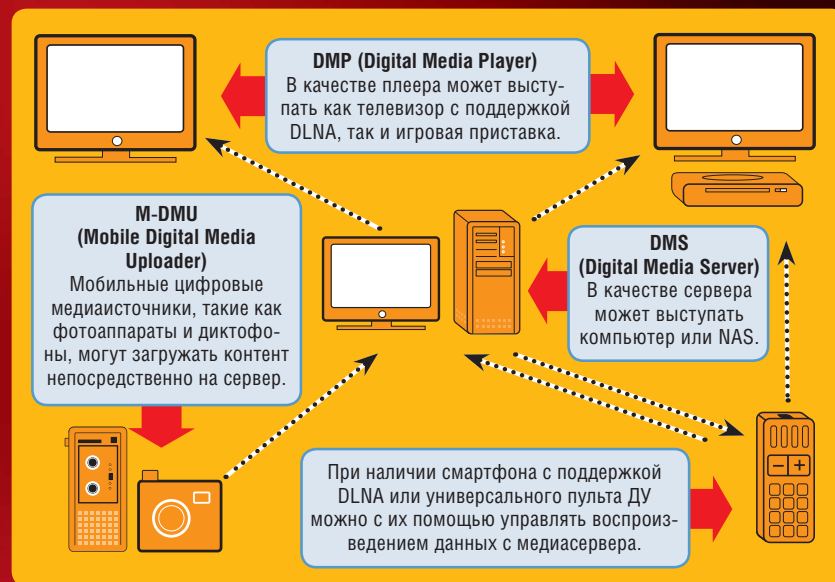 DMP (Digital Media Player)
В качестве плеера может высту-
пать как телевизор с поддержкой
DLNA, так и игровая приставка.
M-DMU
(Mobile Digital Media
Uploader)
Мобильные цифровые
медиаисточники, такие как
фотоаппараты и диктофо-
ны, могут загружать контент
непосредственно на сервер.
DMS
(Digital Media Server)
В качестве сервера
может выступать
компьютер или NAS.
При наличии смартфона с поддержкой
DLNA или универсального пульта ДУ
можно с их помощью управлять воспроиз-
ведением данных с медиасервера.